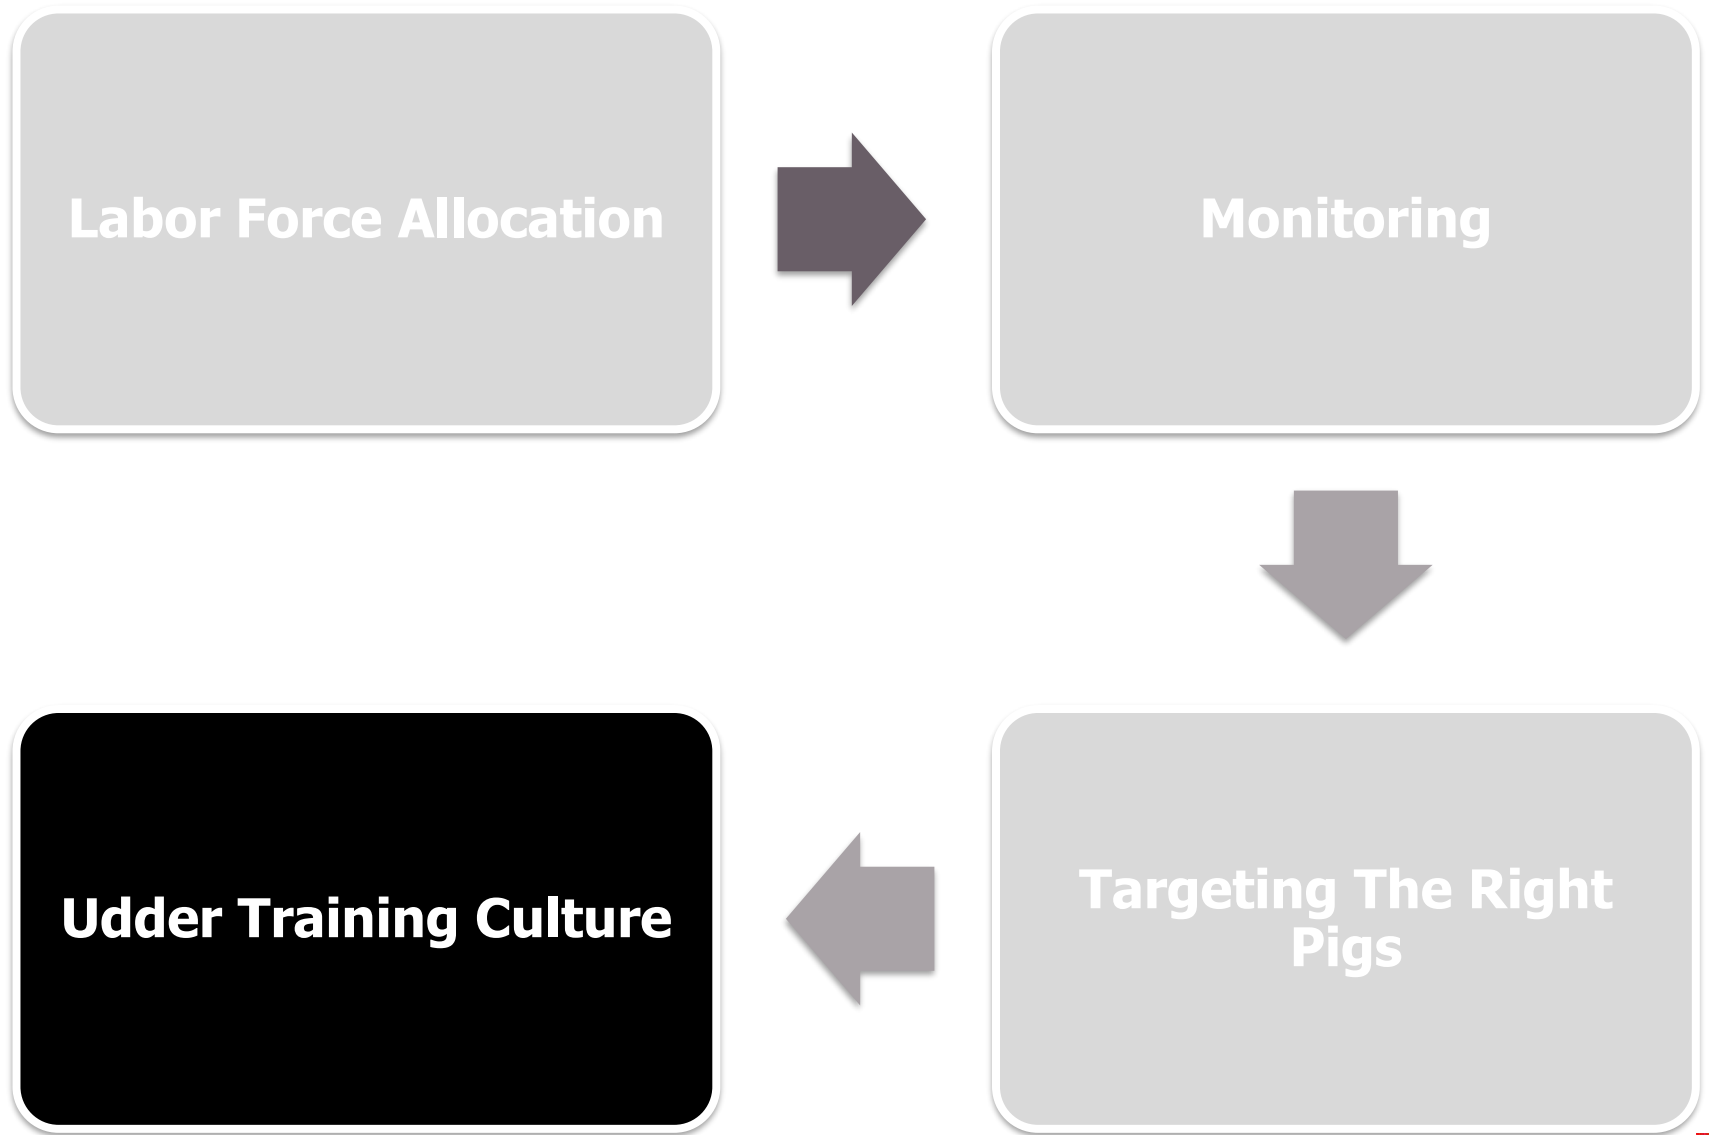 Labor Force Allocation
Monitoring
Udder Training Culture
Targeting The Right
Pigs